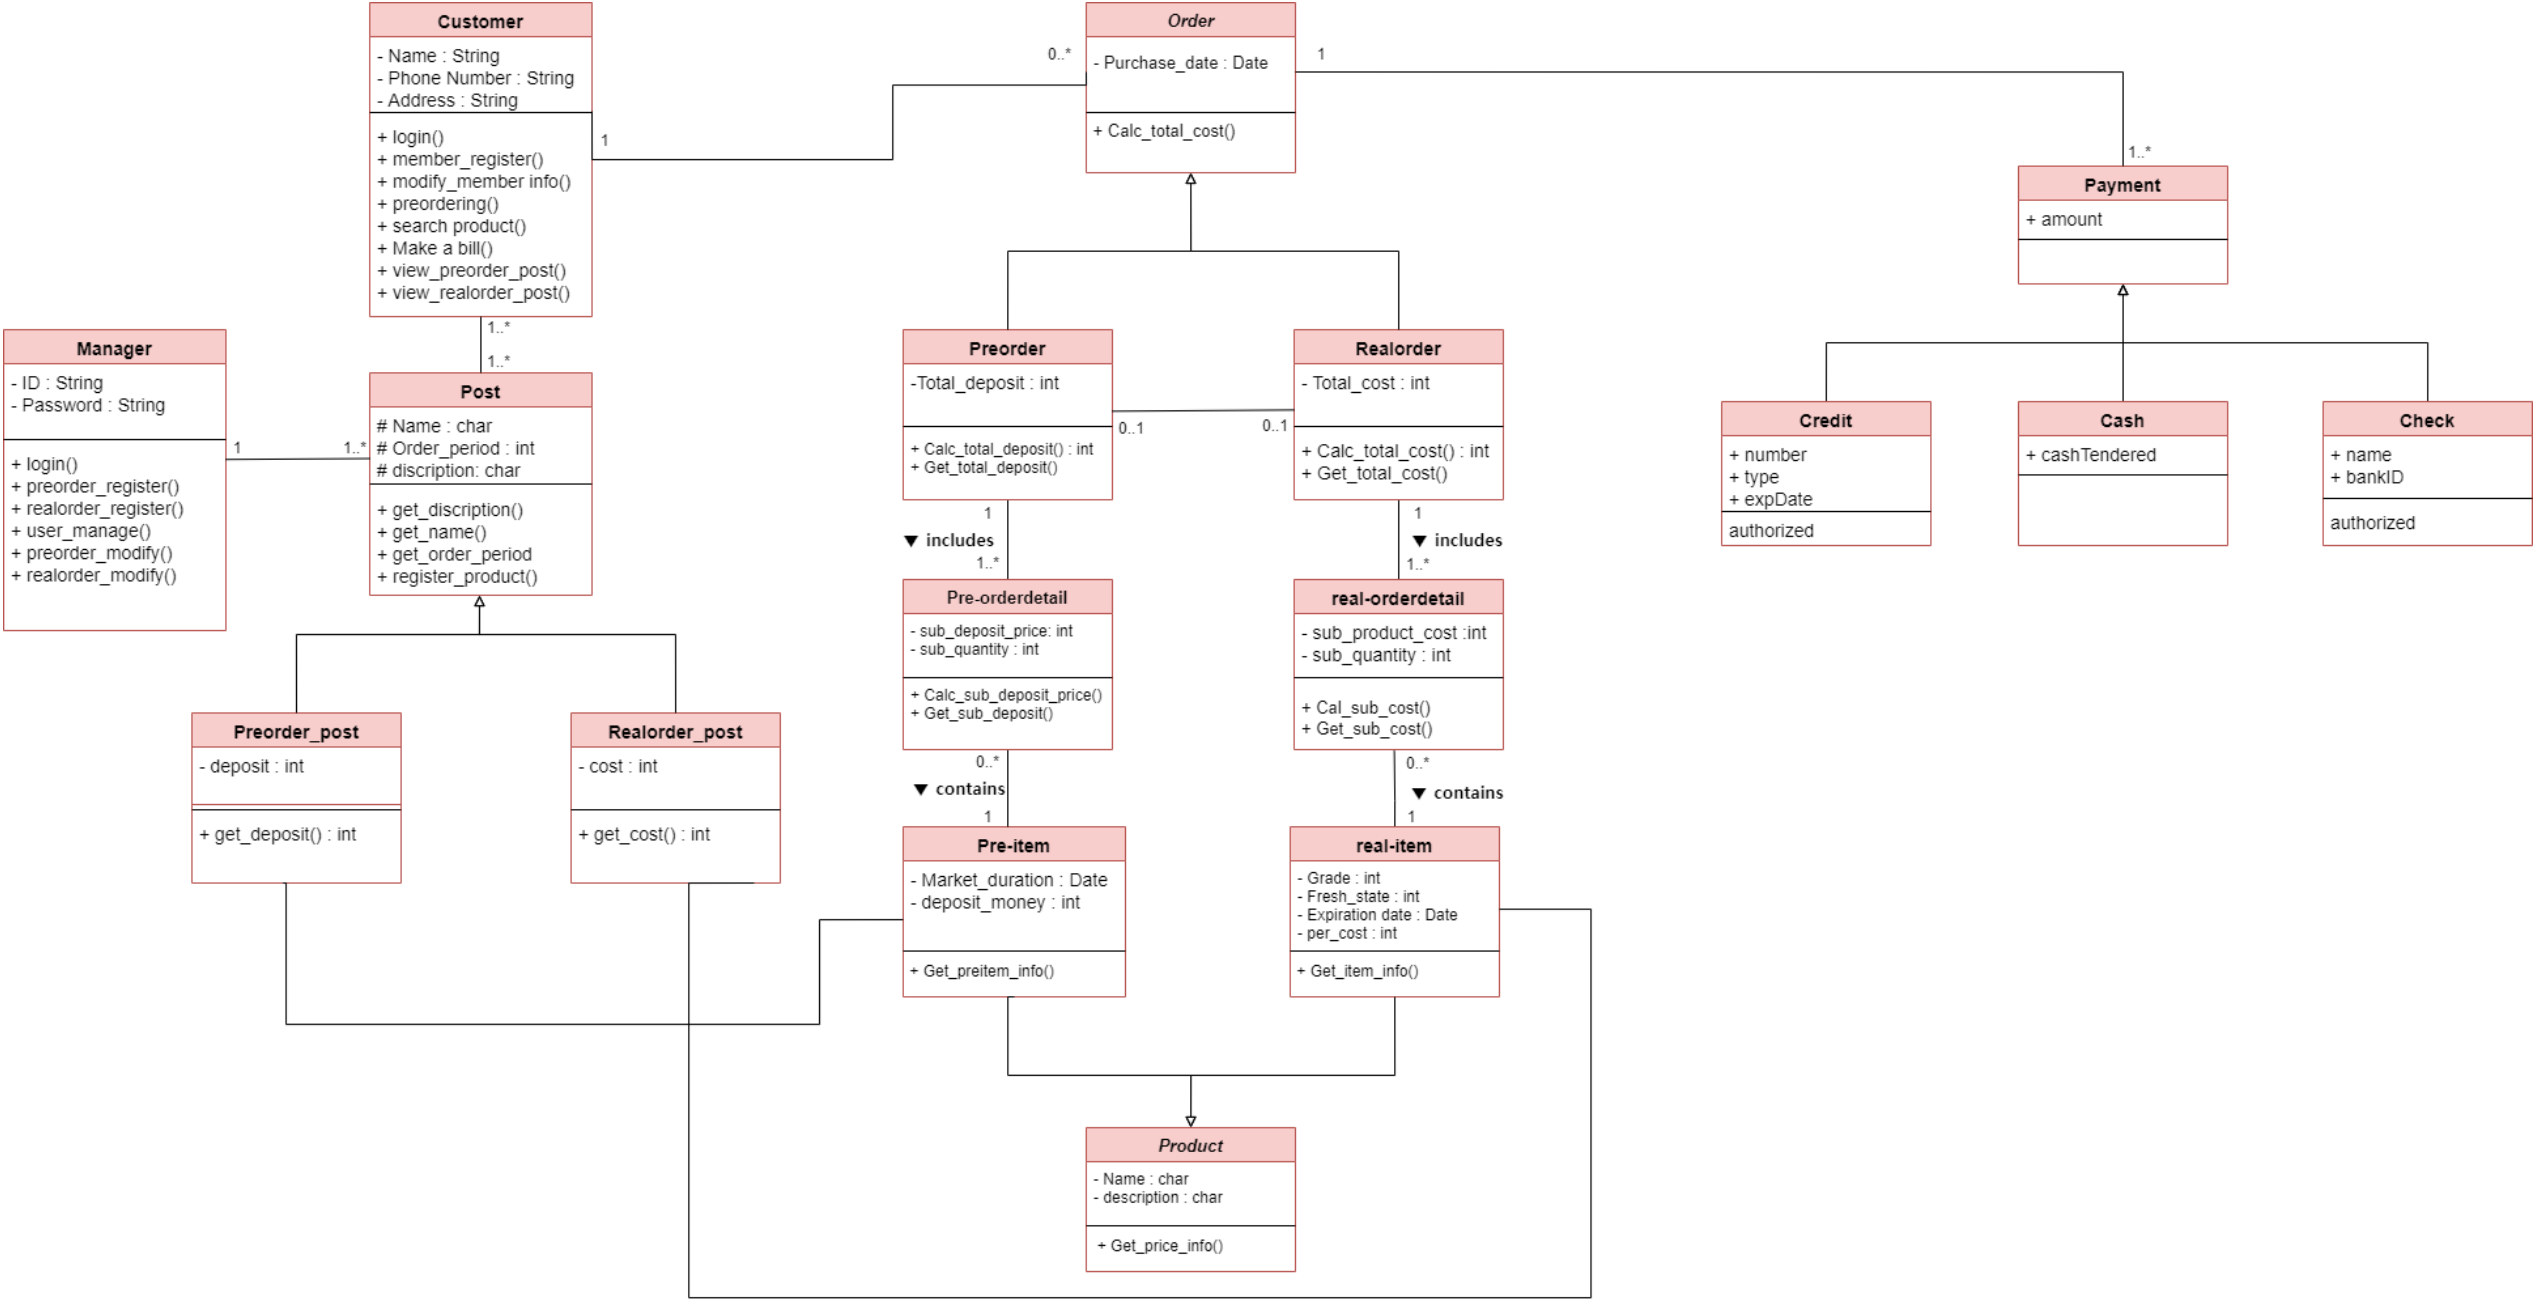 Customer
- Name : String
- Phone Number : String
- Address : String
+ login()
+ member_register()
+ modify_member info()
+ preordering()
+ search product()
+ Make a bill()
+ view_preorder_post()
+ view_realorder_post()
1
0..*
Order
- Purchase_date : Date
+ Calc_total_cost()
1
1..*
Payment
+ amount
1..*
1..*
Manager
- ID : String
- Password : String
+ login()
+ preorder_register()
+ realorder_register()
+ user_manage()
+ preorder_modify()
+ realorder_modify()
1
1..*
Post
# Name : char
# Order_period : int
# discription: char
+ get_discription()
+ get_name()
+ get_order_period
+ register_product()
Preorder
-Total_deposit : int
+ Calc_total_deposit() : int
+ Get_total_deposit()
0..1
0..1
Realorder
- Total_cost : int
+ Calc_total_cost() : int
+ Get_total_cost()
Credit
+ number
+ type
+ expDate
authorized
Cash
+ cashTendered
Check
+ name
+ bankID
authorized
1
▼ includes
1..*
1
▼ includes
1..*
Pre-orderdetail
- sub_deposit_price: int
- sub_quantity : int
+ Calc_sub_deposit_price()
+ Get_sub_deposit()
real-orderdetail
- sub_product_cost :int
- sub_quantity : int
+ Cal_sub_cost()
+ Get_sub_cost()
Preorder_post
- deposit : int
+ get_deposit() : int
Realorder_post
- cost : int
+ get_cost() : int
0..*
▼ contains
1
0..*
▼ contains
1
Pre-item
- Market_duration : Date
- deposit_money : int
+ Get_preitem_info()
real-item
- Grade : int
- Fresh_state : int
- Expiration date : Date
- per_cost : int
+ Get_item_info()
Product
- Name : char
- description : char
+ Get_price_info()